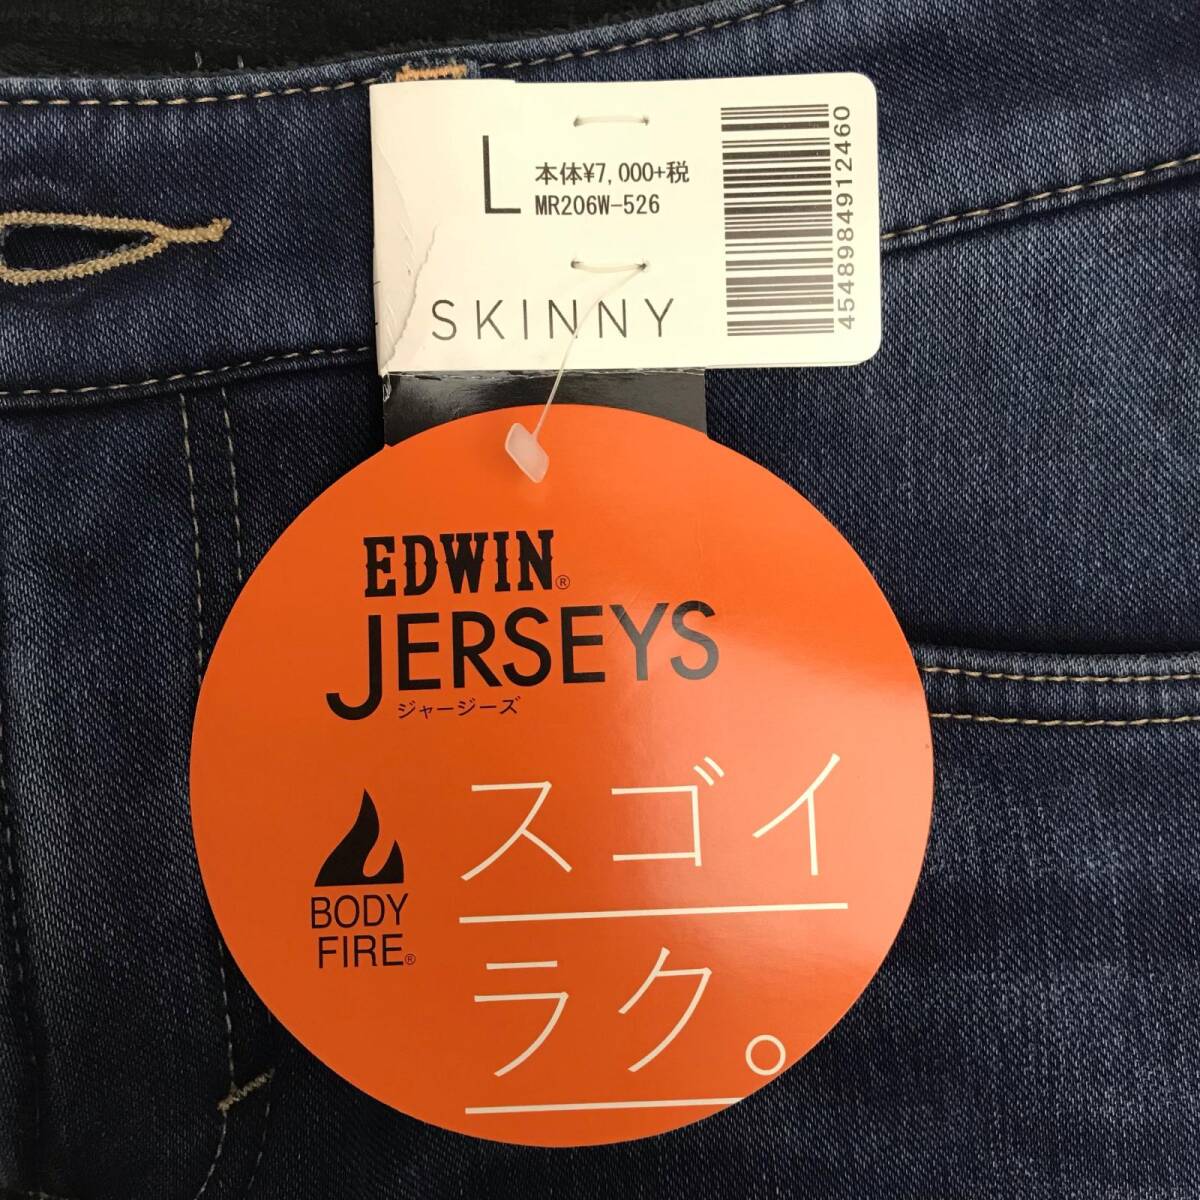 L
本体¥7,000+税
MR206W-526
4548984912460
SKINNY
EDWIN®
JERSEYS
ジャージーズ
BODY
FIRE®
スゴイ
ラク。